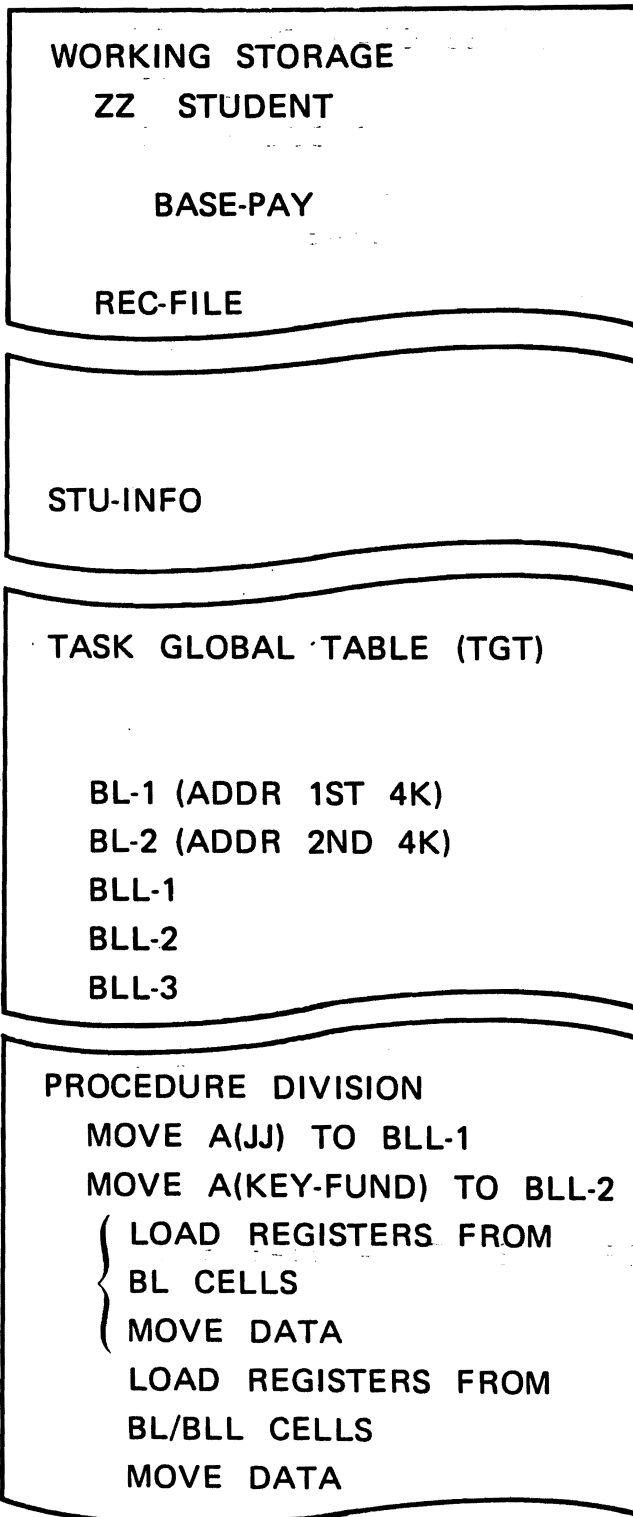 WORKING STORAGE
ZZ STUDENT
BASE-PAY
REC-FILE
STU-INFO
TASK GLOBAL TABLE (TGT)
BL-1 (ADDR 1ST 4K)
BL-2 (ADDR 2ND 4K)
BLL-1
BLL-2
BLL-3
PROCEDURE DIVISION
MOVE A(JJ) TO BLL-1
MOVE A(KEY-FUND) TO BLL-2
LOAD REGISTERS FROM
BL CELLS
MOVE DATA
LOAD REGISTERS FROM
BL/BLL CELLS
MOVE DATA